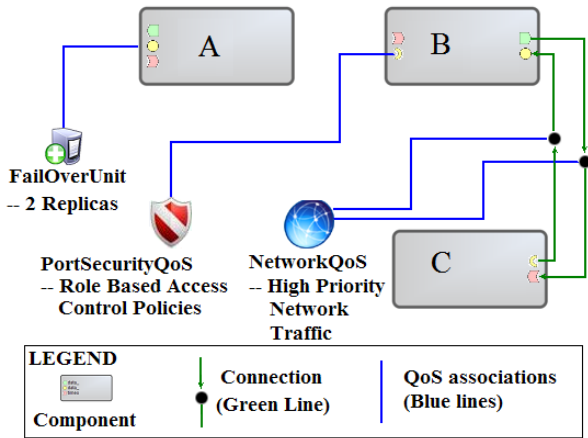 A
B
FailOverUnit
-- 2 Replicas
PortSecurityQoS
-- Role Based Access
Control Policies
NetworkQoS
-- High Priority
Network
Traffic
C
LEGEND
Component
Connection
(Green Line)
QoS associations
(Blue lines)